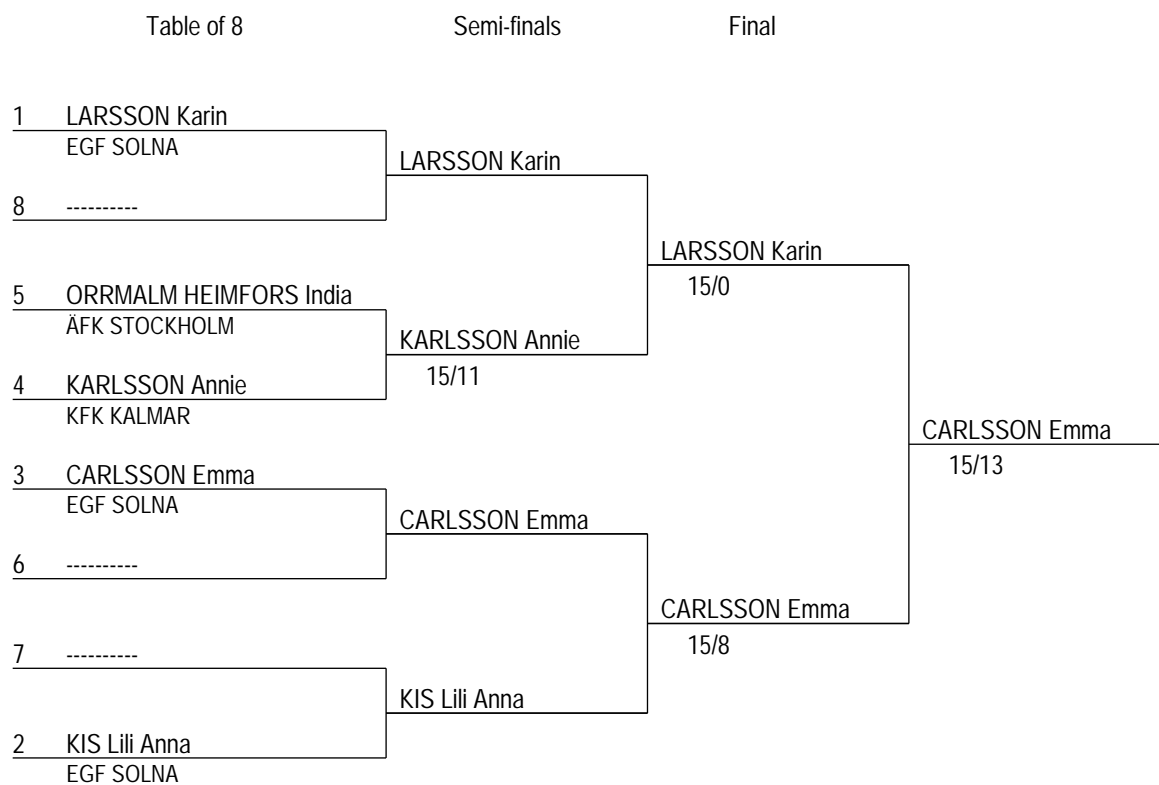 Table of 8 Semi-finals Final
1 LARSSON Karin
EGF SOLNA
LARSSON Karin
8 ----------
LARSSON Karin
15/0
5 ORRMALM HEIMFORS India
ÄFK STOCKHOLM
KARLSSON Annie
15/11
4 KARLSSON Annie
KFK KALMAR
CARLSSON Emma
15/13
3 CARLSSON Emma
EGF SOLNA
CARLSSON Emma
6 ----------
CARLSSON Emma
15/8
7 ----------
KIS Lili Anna
2 KIS Lili Anna
EGF SOLNA